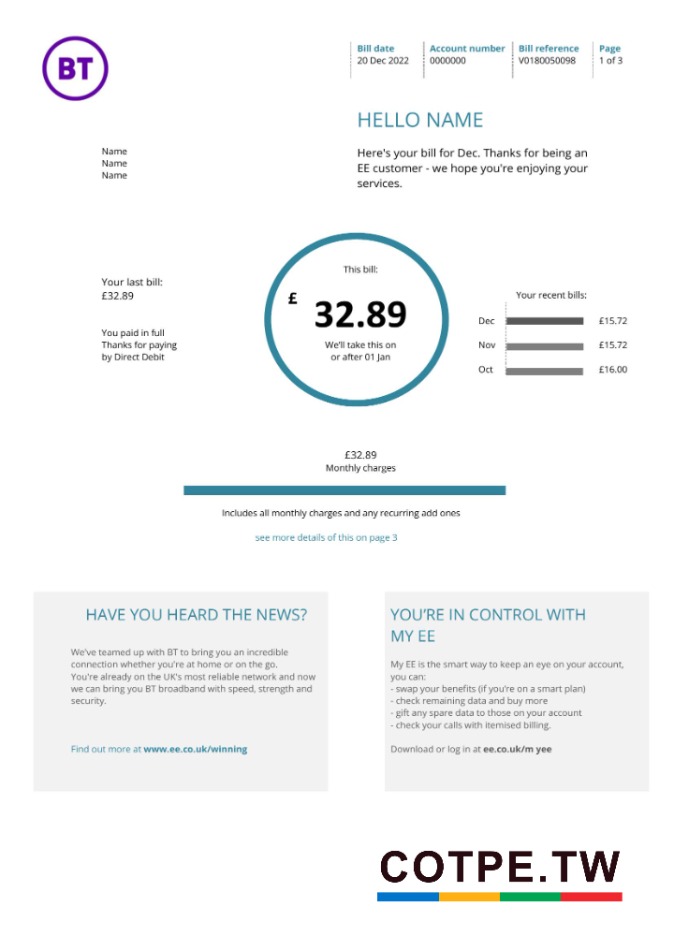 BT
Bill date
20 Dec 2022
Account number
0000000
Bill reference
V0180050098
Page
1 of 3
HELLO NAME
Name
Name
Name
Here's your bill for Dec. Thanks for being an
EE customer - we hope you're enjoying your
services.
Your last bill:
£32.89
You paid in full
Thanks for paying
by Direct Debit
This bill:
£
32.89
We'll take this on
or after 01 Jan
Your recent bills:
Dec £15.72
Nov £15.72
Oct £16.00
£32.89
Monthly charges
Includes all monthly charges and any recurring add ones
see more details of this on page 3
HAVE YOU HEARD THE NEWS?
We've teamed up with BT to bring you an incredible
connection whether you're at home or on the go.
You're already on the UK's most reliable network and now
we can bring you BT broadband with speed, strength and
security.
Find out more at www.ee.co.uk/winning
YOU'RE IN CONTROL WITH
MY EE
My EE is the smart way to keep an eye on your account,
you can:
- swap your benefits (if you're on a smart plan)
- check remaining data and buy more
- gift any spare data to those on your account
- check your calls with itemised billing.
Download or log in at ee.co.uk/m yee
COTPE.TW